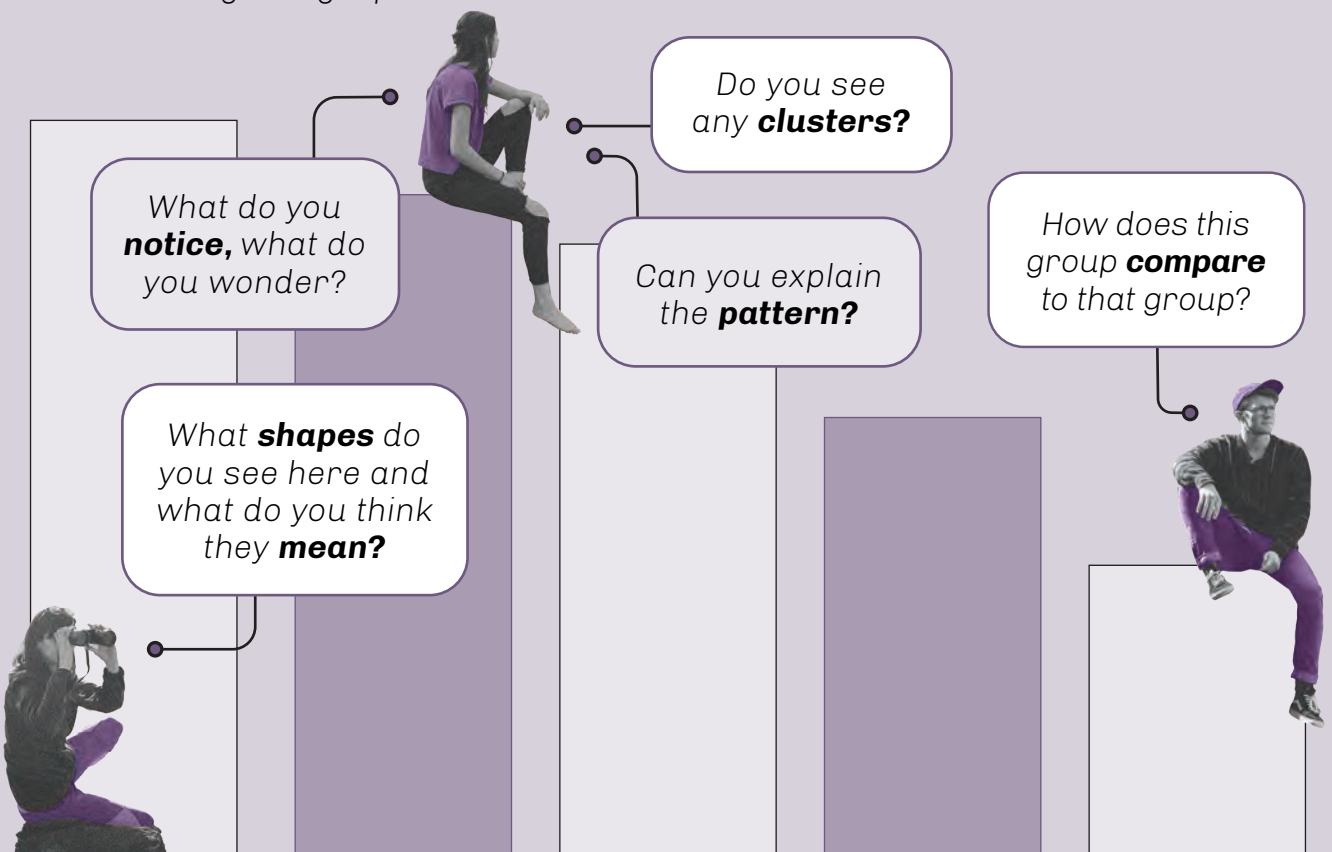 Do you see
any clusters?
What do you
notice, what do
you wonder?
Can you explain
the pattern?
How does this
group compare
to that group?
What shapes do
you see here and
what do you think
they mean?